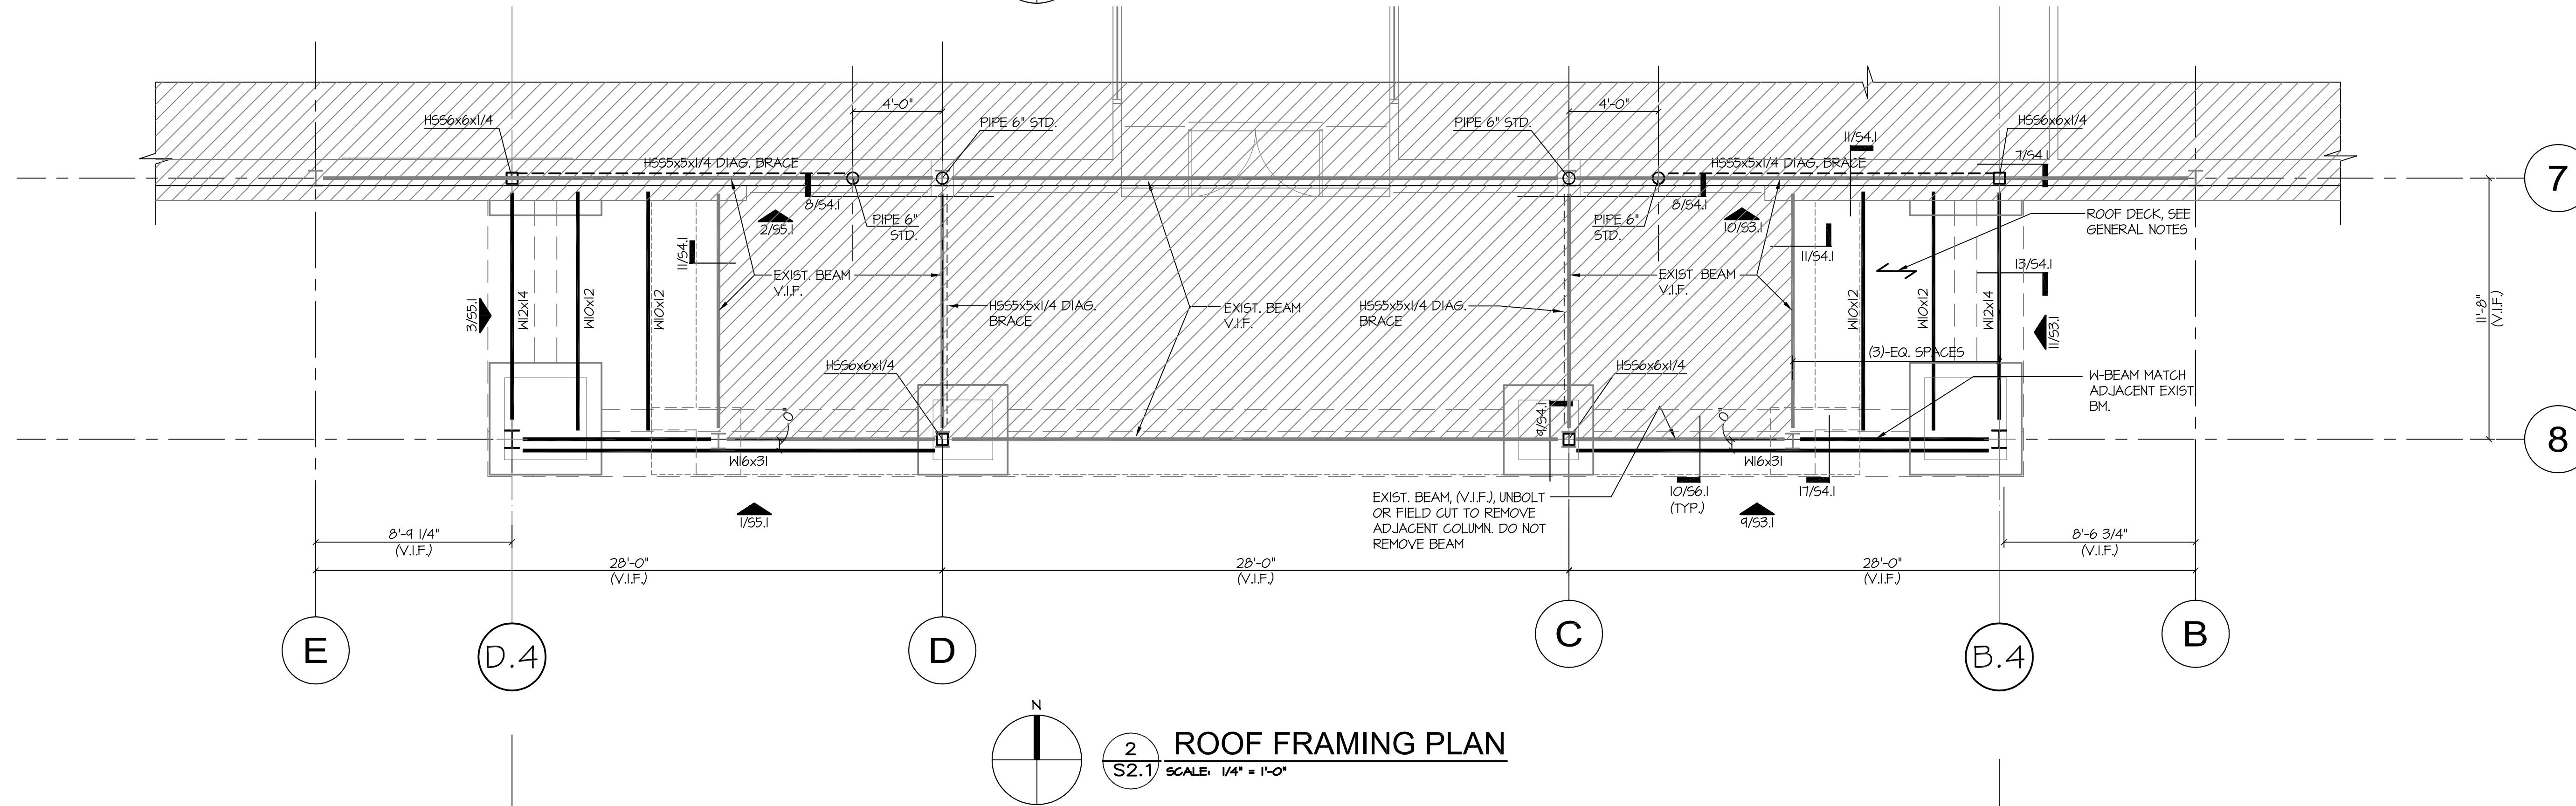 4'-0"
4'-0"
HSS6x6x1/4
PIPE 6" STD.
PIPE 6" STD.
11/S4.1
HSS6x6x1/4
HSS5x5x1/4 DIAG. BRACE
HSS5x5x1/4 DIAG. BRACE
7/S4.1
7
8/S4.1
8/S4.1
2/S5.1
PIPE 6"
STD.
PIPE 6"
STD.
10/S3.1
ROOF DECK, SEE
GENERAL NOTES
11/S4.1
11/S4.1
13/S4.1
EXIST. BEAM
V.I.F.
EXIST. BEAM
V.I.F.
3/S5.1
W12x14
W10x12
W10x12
HSS5x5x1/4 DIAG.
BRACE
EXIST. BEAM
V.I.F.
HSS5x5x1/4 DIAG.
BRACE
W10x12
W10x12
W12x14
11/S3.1
11'-8"
(V.I.F.)
(3)-EQ. SPACES
HSS6x6x1/4
HSS6x6x1/4
W-BEAM MATCH
ADJACENT EXIST.
BM.
9/S4.1
8
W16x31
W16x31
EXIST. BEAM, (V.I.F.), UNBOLT
OR FIELD CUT TO REMOVE
ADJACENT COLUMN. DO NOT
REMOVE BEAM
10/S6.1
(TYP.)
17/S4.1
1/S5.1
9/S3.1
8'-9 1/4"
(V.I.F.)
8'-6 3/4"
(V.I.F.)
28'-0"
(V.I.F.)
28'-0"
(V.I.F.)
28'-0"
(V.I.F.)
E
D.4
D
C
B.4
B
N
2
S2.1
ROOF FRAMING PLAN
SCALE: 1/4" = 1'-0"